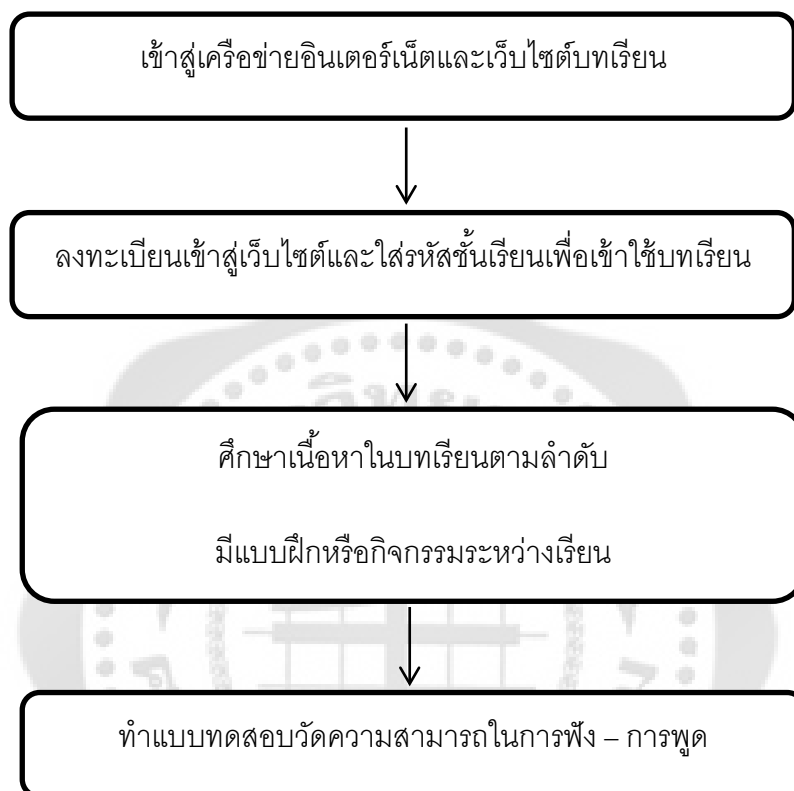 เข้าสู่เครือข่ายอินเตอร์เน็ตและเว็บไซต์บทเรียน
ลงทะเบียนเข้าสู่เว็บไซต์และใส่รหัสชั้นเรียนเพื่อเข้าใช้บทเรียน
ศึกษาเนื้อหาในบทเรียนตามลำดับ
มีแบบฝึกหรือกิจกรรมระหว่างเรียน
ทำแบบทดสอบวัดความสามารถในการฟัง – การพูด